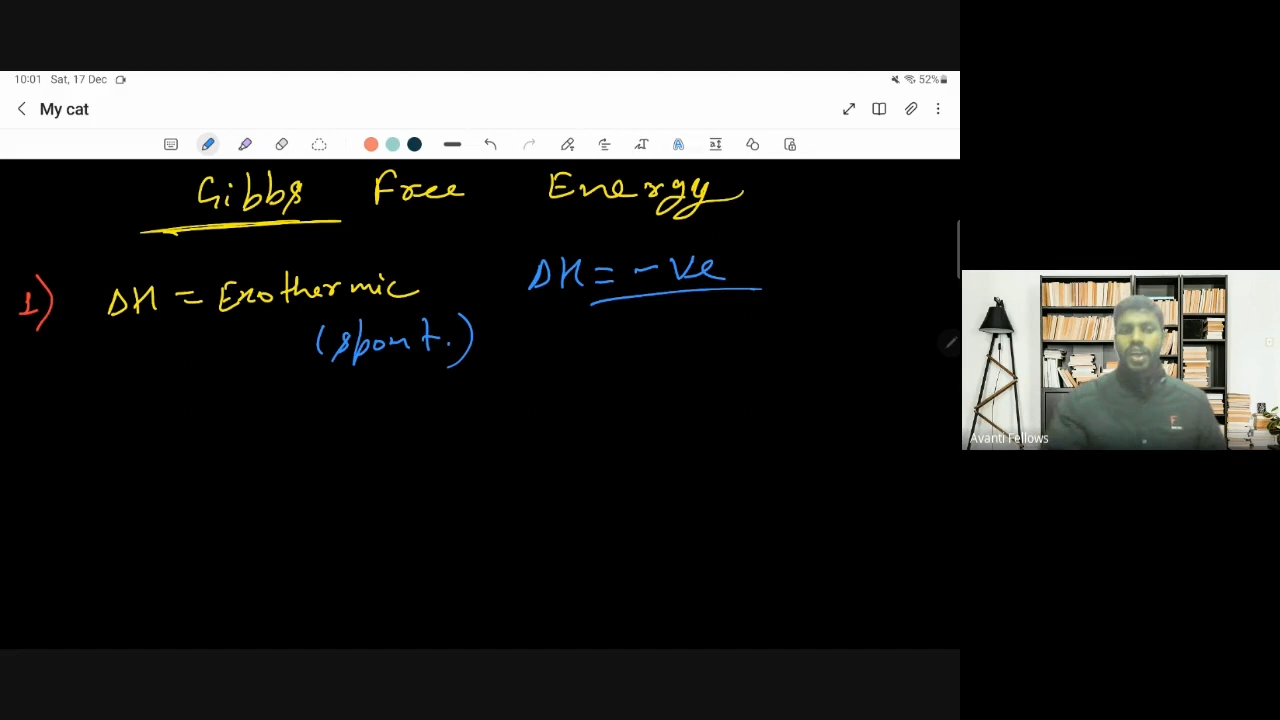 10:01 Sat, 17 Dec
52%
My cat
Gibbs Free Energy
1) ΔH = Exothermic ΔH = -ve
(spont.)
Avanti Fellows